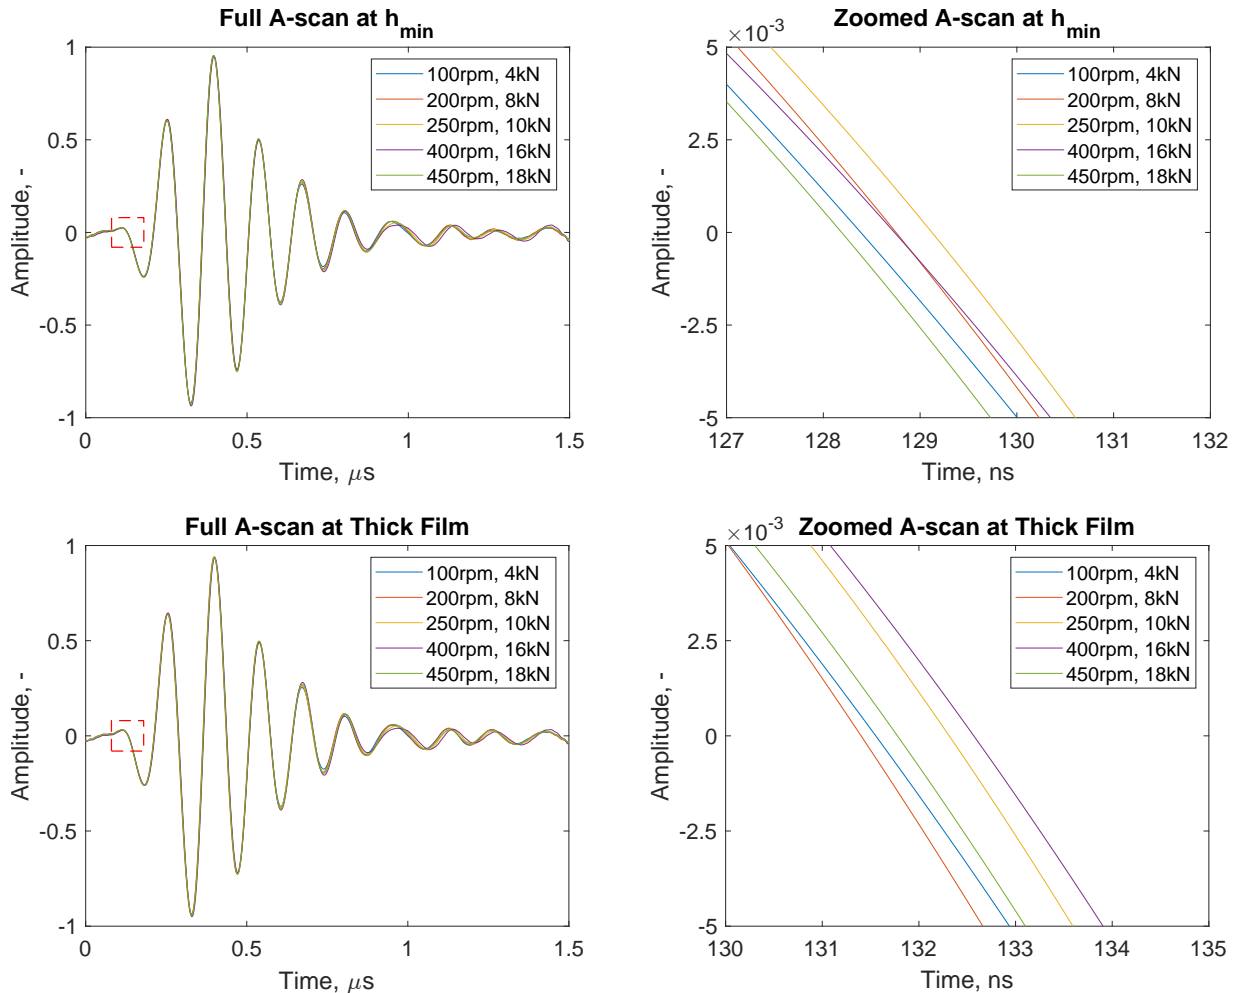 Full A-scan at h_min
1
0.5
0
-0.5
-1
Amplitude, -
0
0.5
1
1.5
Time, μs
100rpm, 4kN
200rpm, 8kN
250rpm, 10kN
400rpm, 16kN
450rpm, 18kN
Zoomed A-scan at h_min
×10^-3
5
2.5
0
-2.5
-5
Amplitude, -
127
128
129
130
131
132
Time, ns
100rpm, 4kN
200rpm, 8kN
250rpm, 10kN
400rpm, 16kN
450rpm, 18kN
Full A-scan at Thick Film
1
0.5
0
-0.5
-1
Amplitude, -
0
0.5
1
1.5
Time, μs
100rpm, 4kN
200rpm, 8kN
250rpm, 10kN
400rpm, 16kN
450rpm, 18kN
Zoomed A-scan at Thick Film
×10^-3
5
2.5
0
-2.5
-5
Amplitude, -
130
131
132
133
134
135
Time, ns
100rpm, 4kN
200rpm, 8kN
250rpm, 10kN
400rpm, 16kN
450rpm, 18kN